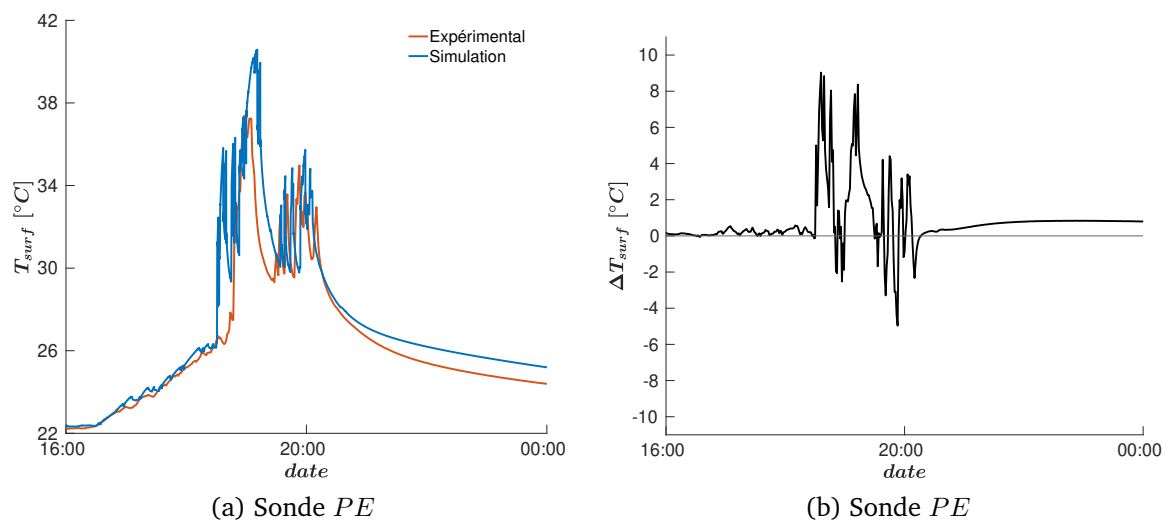 42
38
34
30
26
22
T_surf [°C]
16:00
20:00
00:00
date
Expérimental
Simulation
(a) Sonde PE
10
8
6
4
2
0
-2
-4
-6
-8
-10
ΔT_surf [°C]
16:00
20:00
00:00
date
(b) Sonde PE